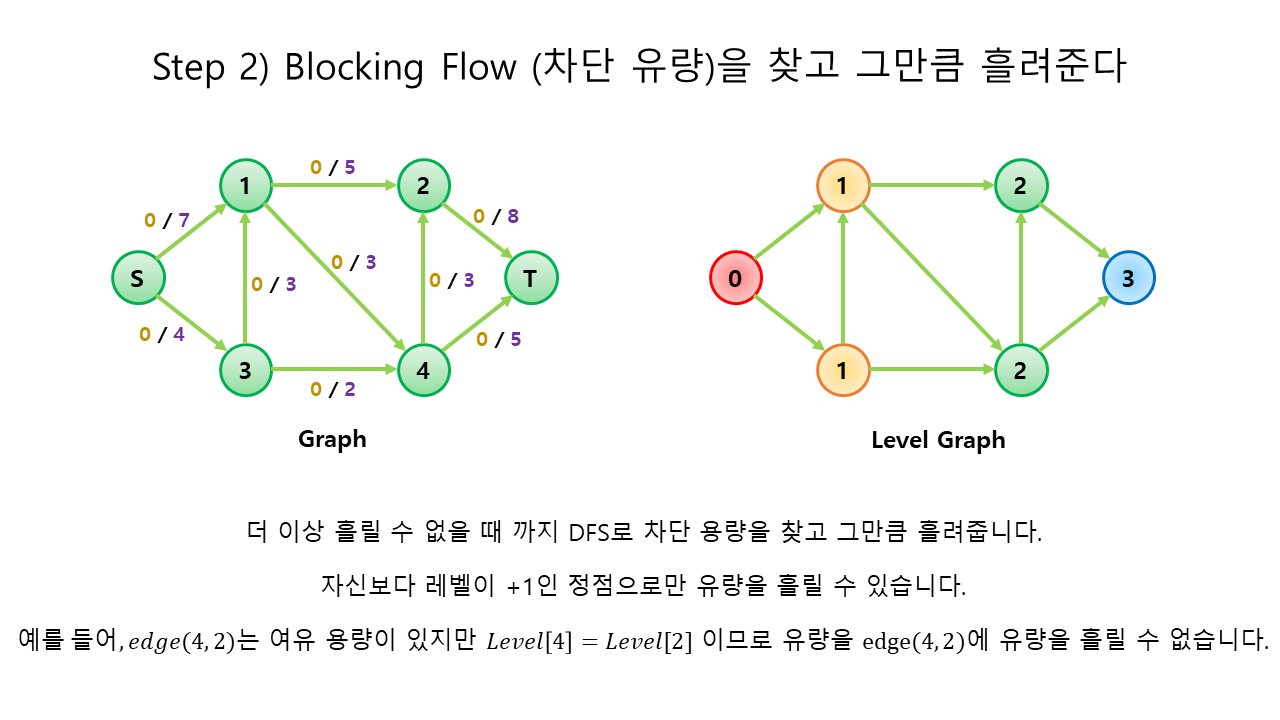 Step 2) Blocking Flow (차단 유량)을 찾고 그만큼 흘려준다
0 / 5
1
2
0 / 7
0 / 8
0 / 3
0 / 3
0 / 3
S
T
0 / 4
0 / 5
3
4
0 / 2
Graph
1
2
0
3
1
2
Level Graph
더 이상 흘릴 수 없을 때 까지 DFS로 차단 용량을 찾고 그만큼 흘려줍니다.
자신보다 레벨이 +1인 정점으로만 유량을 흘릴 수 있습니다.
예를 들어, edge(4, 2)는 여유 용량이 있지만 Level[4] = Level[2] 이므로 유량을 edge(4, 2)에 유량을 흘릴 수 없습니다.